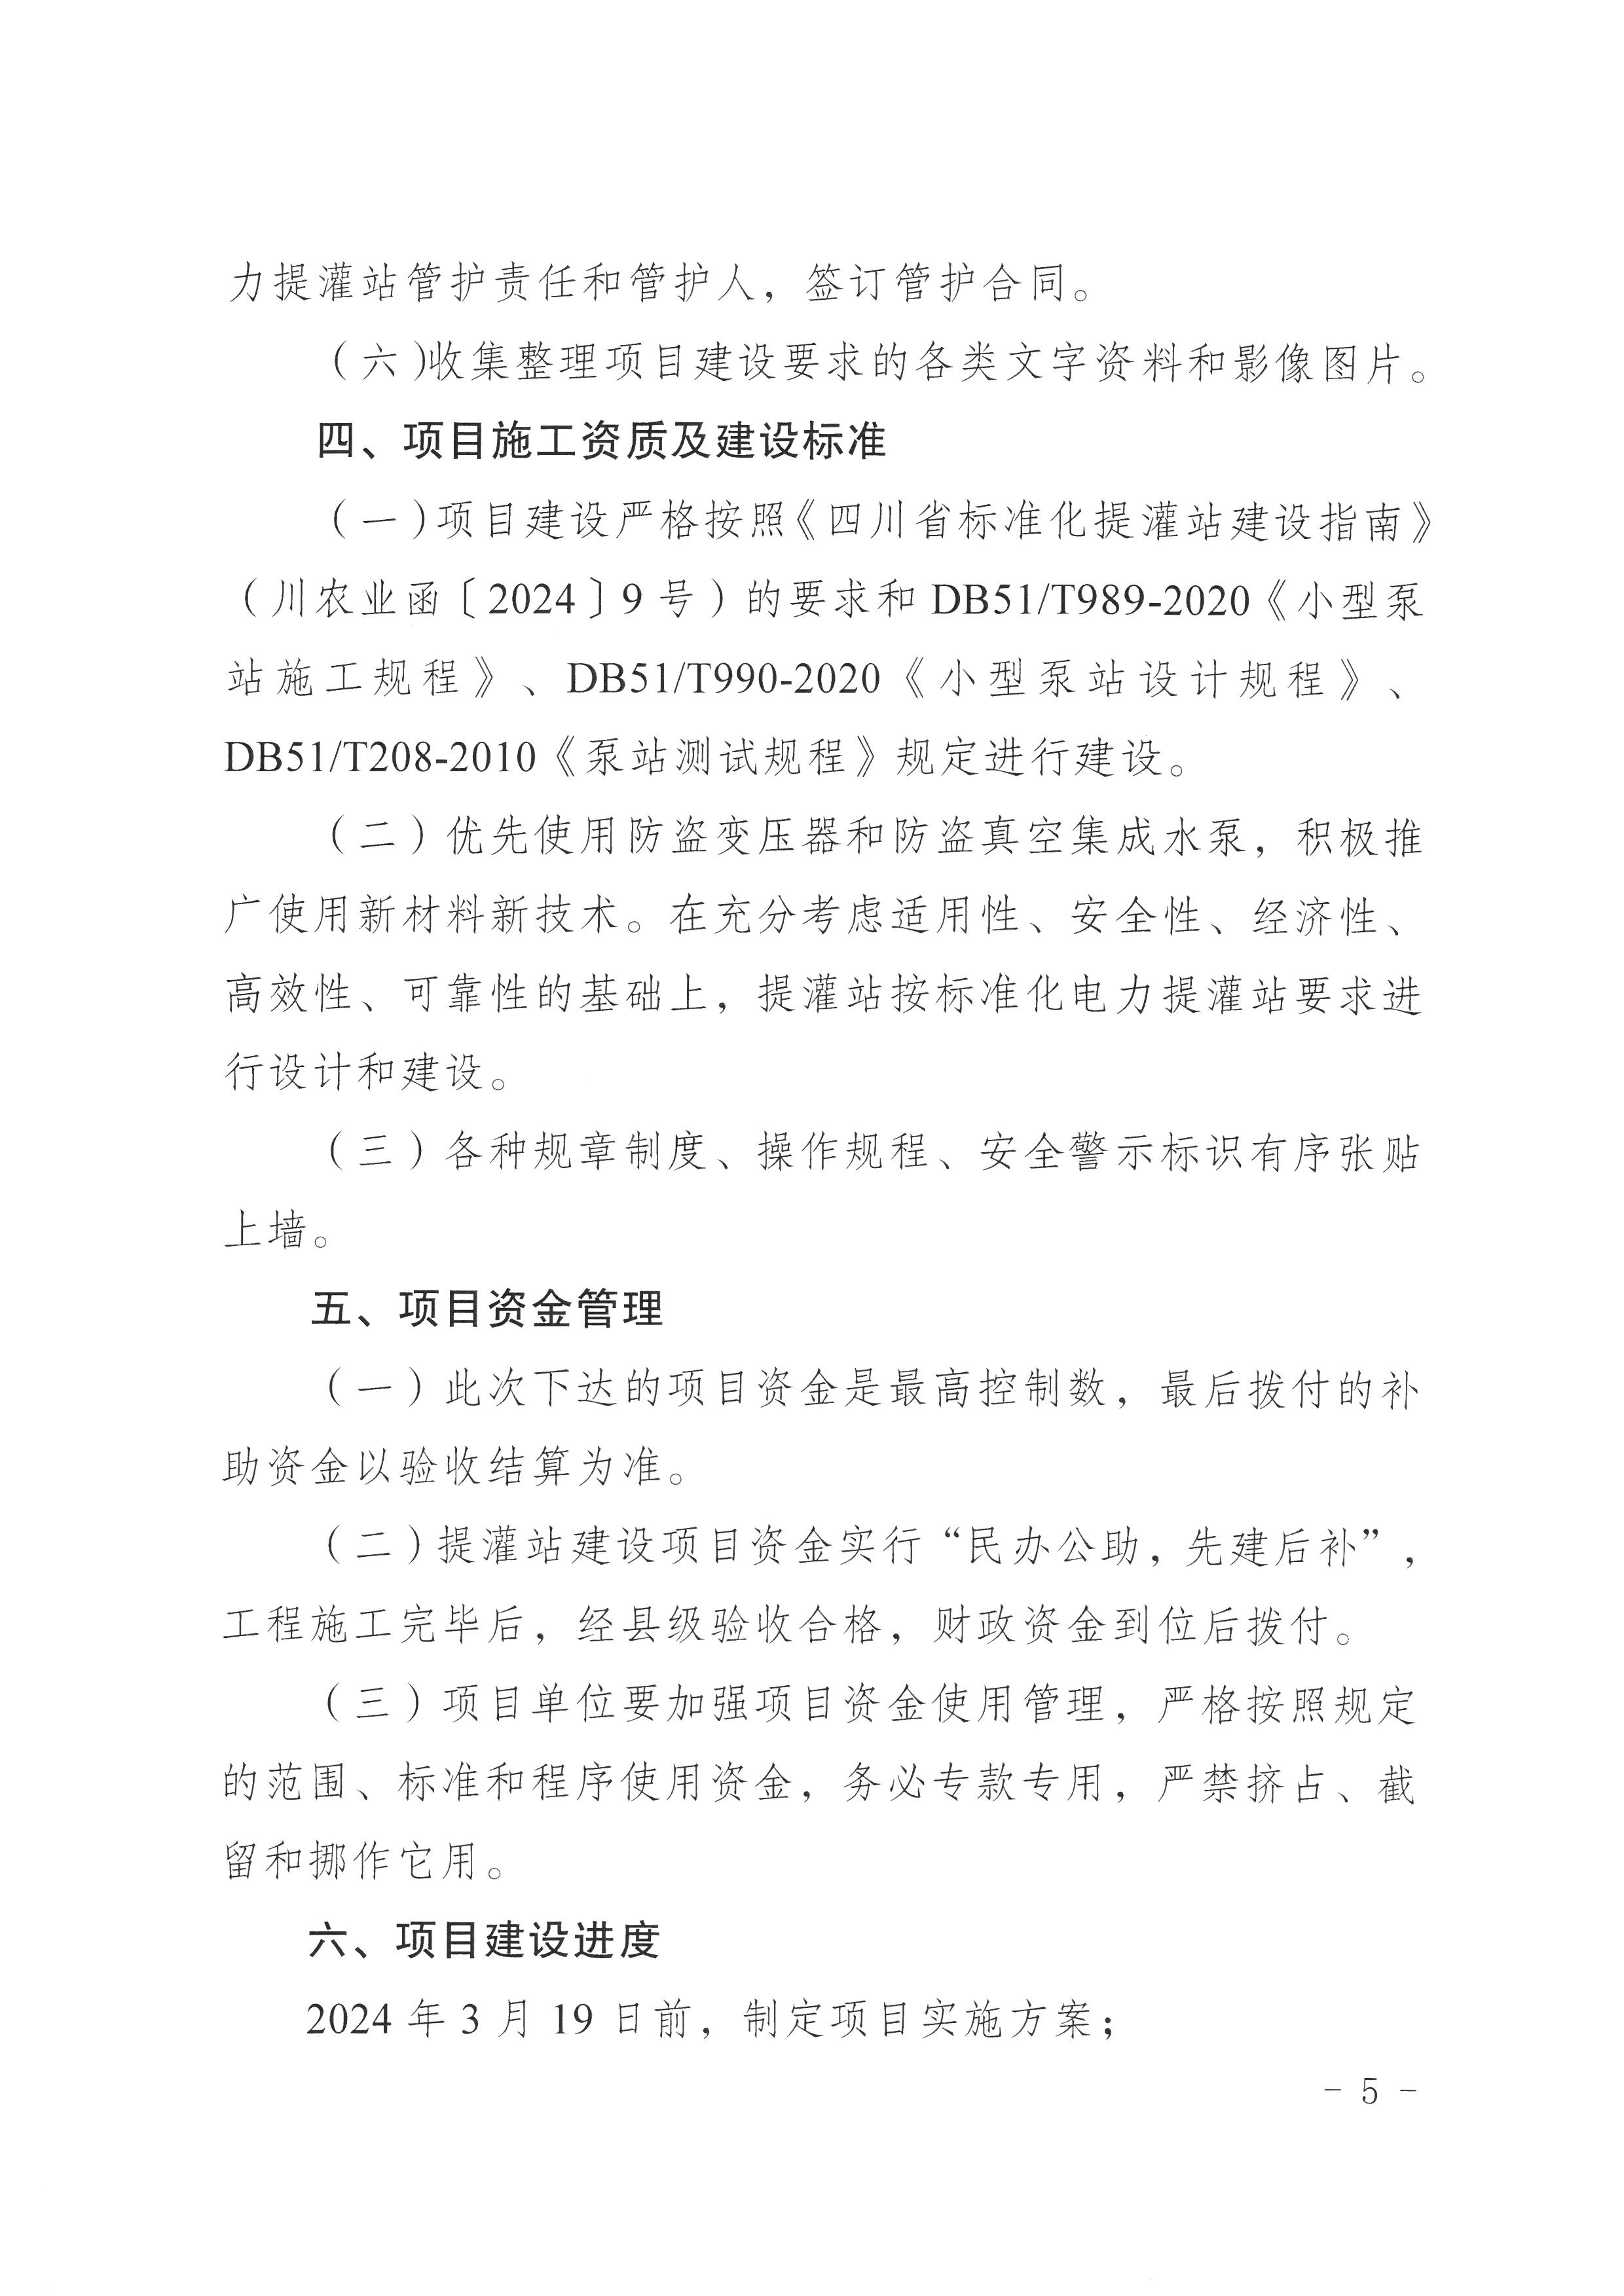 力提灌站管护责任和管护人，签订管护合同。
（六）收集整理项目建设要求的各类文字资料和影像图片。
四、项目施工资质及建设标准
（一）项目建设严格按照《四川省标准化提灌站建设指南》
（川农业函〔2024〕9 号）的要求和 DB51/T989-2020《小型泵
站施工规程》、DB51/T990-2020《小型泵站设计规程》、
DB51/T208-2010《泵站测试规程》规定进行建设。
（二）优先使用防盗变压器和防盗真空集成水泵，积极推
广使用新材料新技术。在充分考虑适用性、安全性、经济性、
高效性、可靠性的基础上，提灌站按标准化电力提灌站要求进
行设计和建设。
（三）各种规章制度、操作规程、安全警示标识有序张贴
上墙。
五、项目资金管理
（一）此次下达的项目资金是最高控制数，最后拨付的补
助资金以验收结算为准。
（二）提灌站建设项目资金实行“民办公助，先建后补”，
工程施工完毕后，经县级验收合格，财政资金到位后拨付。
（三）项目单位要加强项目资金使用管理，严格按照规定
的范围、标准和程序使用资金，务必专款专用，严禁挤占、截
留和挪作它用。
六、项目建设进度
2024 年 3 月 19 日前，制定项目实施方案；
- 5 -